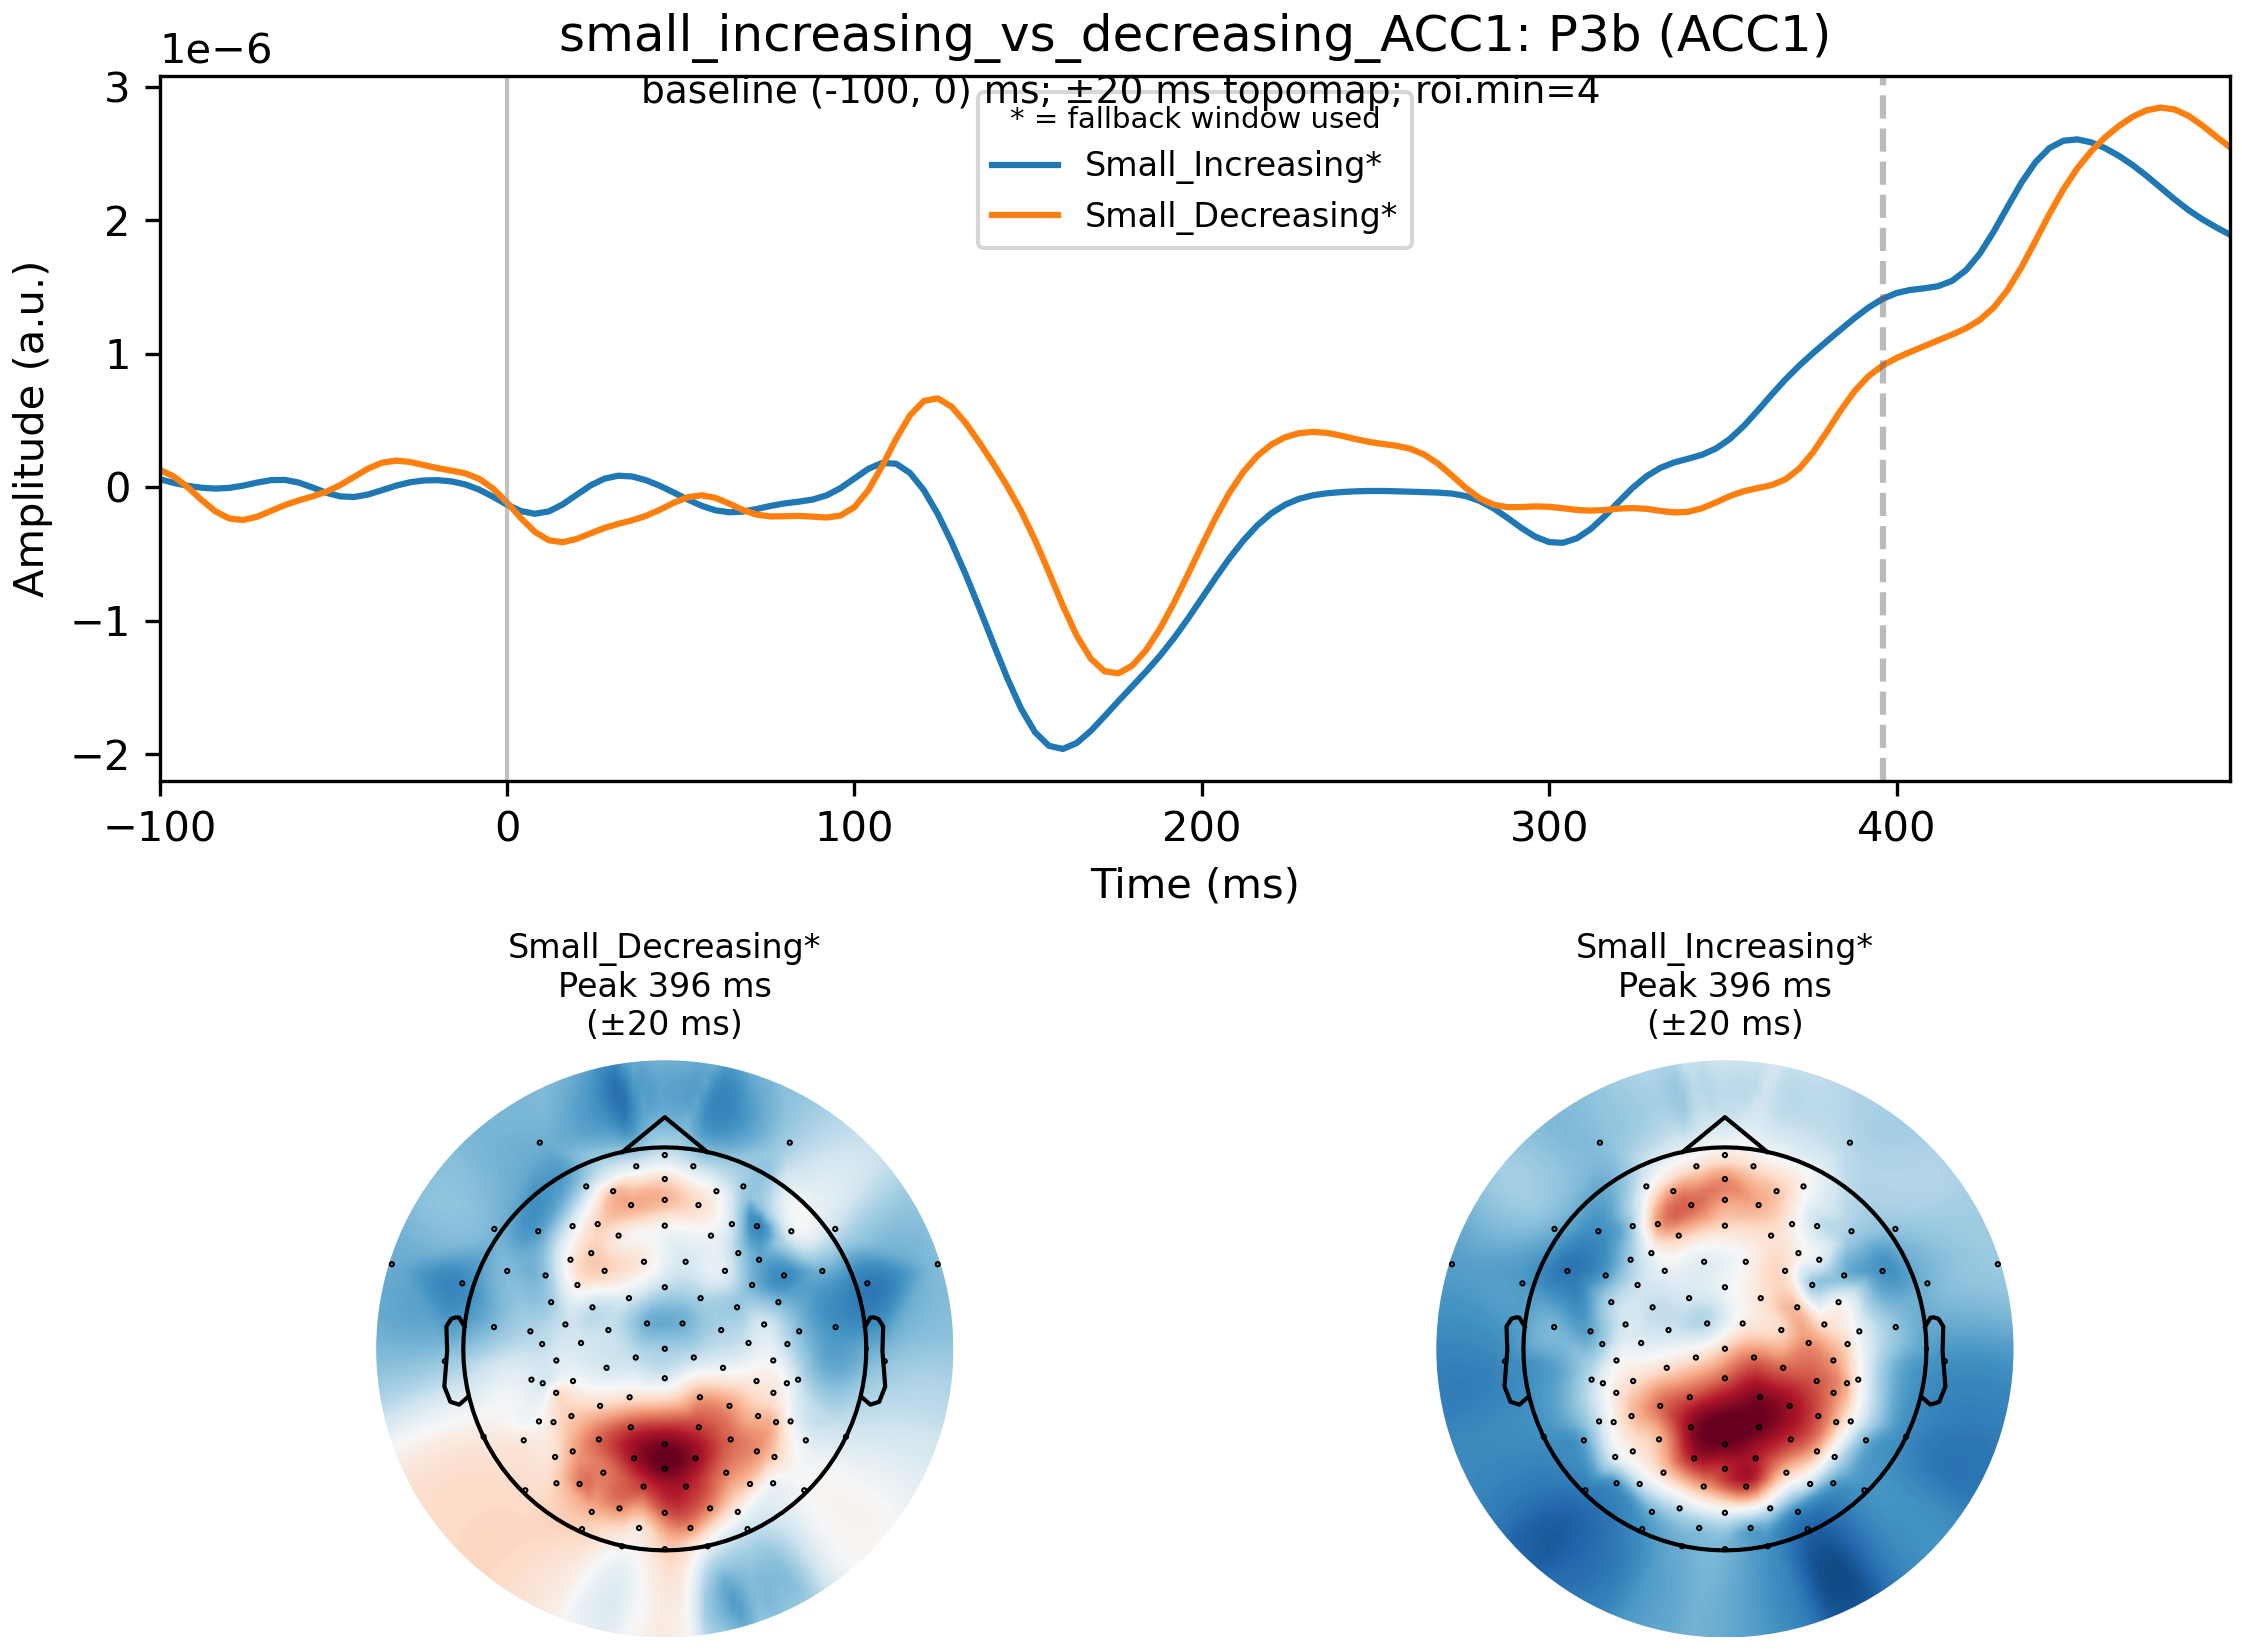 small_increasing_vs_decreasing_ACC1: P3b (ACC1)
1e−6
baseline (-100, 0) ms; ±20 ms topomap; roi.min=4
* = fallback window used
Small_Increasing*
Small_Decreasing*
Amplitude (a.u.)
3
2
1
0
−1
−2
−100
0
100
200
300
400
Time (ms)
Small_Decreasing*
Peak 396 ms
(±20 ms)
Small_Increasing*
Peak 396 ms
(±20 ms)